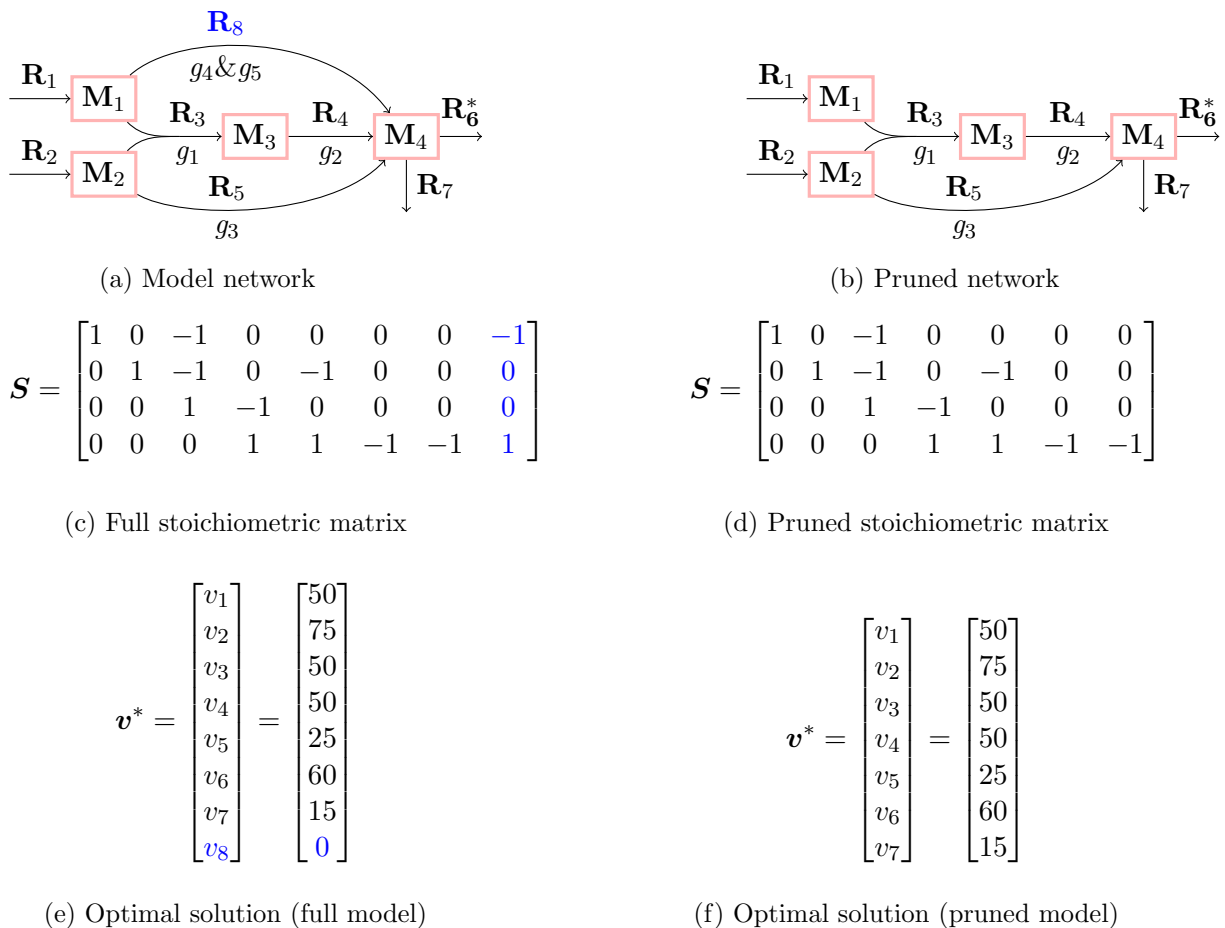 R₈
g₄&g₅
R₁ M₁ R₃ R₄ R₆*
M₃ M₄
R₂ g₁ g₂
M₂ R₅ R₇
g₃
(a) Model network
R₁ M₁ R₃ R₄ R₆*
M₃ M₄
R₂ g₁ g₂
M₂ R₅ R₇
g₃
(b) Pruned network
S = [1 0 −1 0 0 0 0 −1
0 1 −1 0 −1 0 0 0
0 0 1 −1 0 0 0 0
0 0 0 1 1 −1 −1 1]
(c) Full stoichiometric matrix
S = [1 0 −1 0 0 0 0
0 1 −1 0 −1 0 0
0 0 1 −1 0 0 0
0 0 0 1 1 −1 −1]
(d) Pruned stoichiometric matrix
v* = [v₁ v₂ v₃ v₄ v₅ v₆ v₇ v₈] = [50 75 50 50 25 60 15 0]
(e) Optimal solution (full model)
v* = [v₁ v₂ v₃ v₄ v₅ v₆ v₇] = [50 75 50 50 25 60 15]
(f) Optimal solution (pruned model)